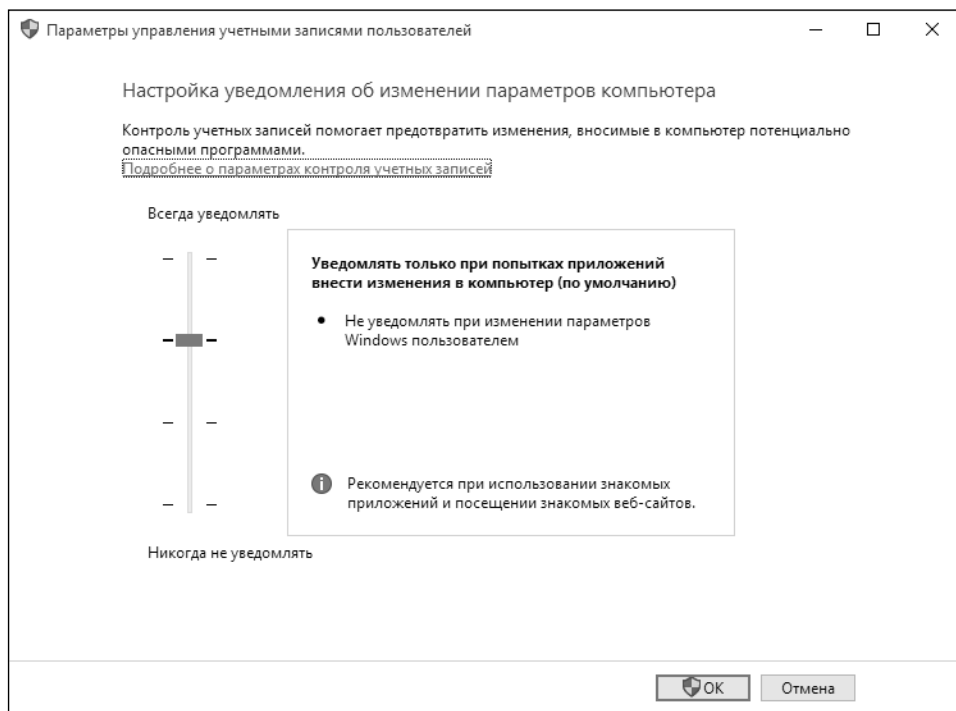 Параметры управления учетными записями пользователей
Настройка уведомления об изменении параметров компьютера
Контроль учетных записей помогает предотвратить изменения, вносимые в компьютер потенциально
опасными программами.
Подробнее о параметрах контроля учетных записей
Всегда уведомлять
Уведомлять только при попытках приложений
внести изменения в компьютер (по умолчанию)
• Не уведомлять при изменении параметров
Windows пользователем
Рекомендуется при использовании знакомых
приложений и посещении знакомых веб-сайтов.
Никогда не уведомлять
ОК
Отмена